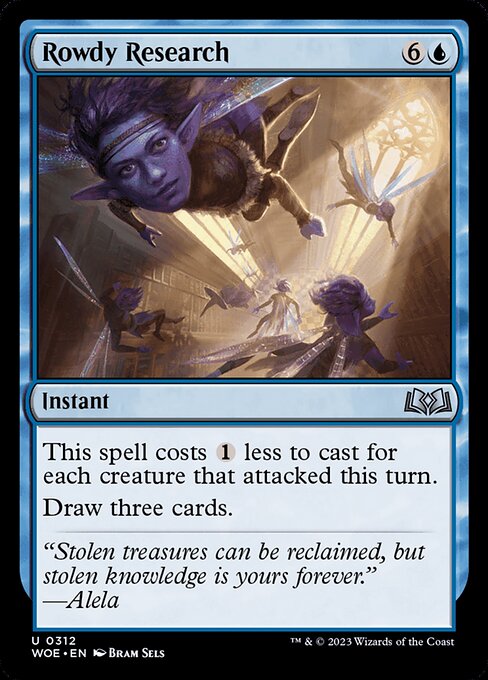 Rowdy Research 6
Instant
This spell costs 1 less to cast for
each creature that attacked this turn.
Draw three cards.
“Stolen treasures can be reclaimed, but
stolen knowledge is yours forever.”
—Alela
U 0312
WOE • EN Bram Sels
™ & © 2023 Wizards of the Coast